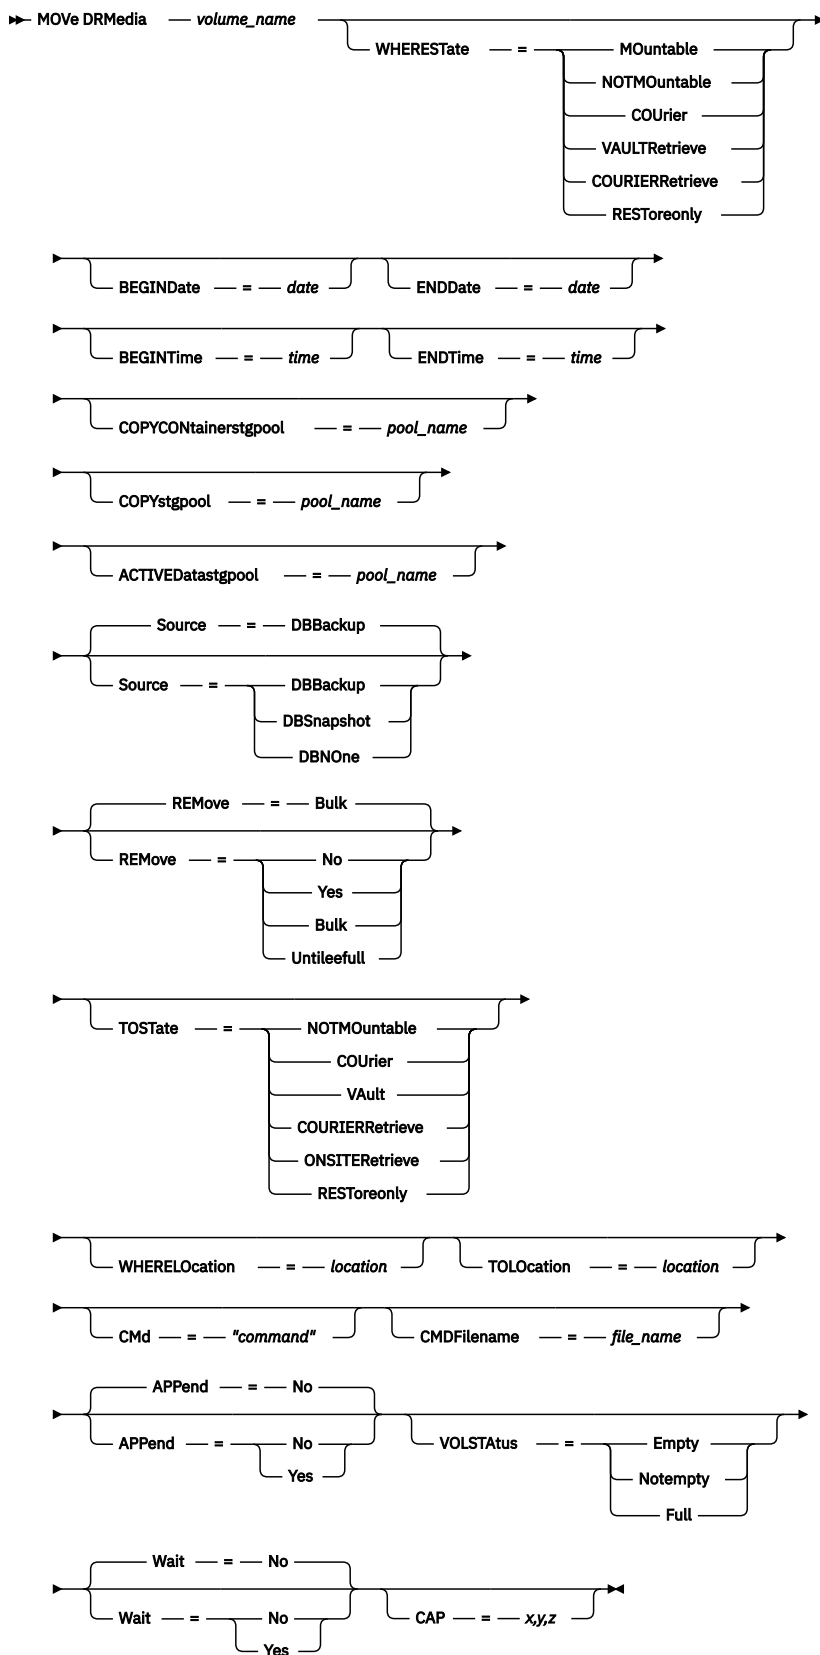 MOVe DRMedia volume_name
WHERESTate = MOuntable
NOTMOuntable
COUrier
VAULTRetrieve
COURIERRetrieve
RESToreonly
BEGINDate = date ENDDate = date
BEGINTime = time ENDTime = time
COPYCONtainerstgpool = pool_name
COPYstgpool = pool_name
ACTIVEDatastgpool = pool_name
Source = DBBackup
Source = DBBackup
DBSnapshot
DBNOne
REMove = Bulk
REMove = No
Yes
Bulk
Untileefull
TOSTate = NOTMOuntable
COUrier
VAult
COURIERRetrieve
ONSITERetrieve
RESToreonly
WHERELOcation = location TOLOcation = location
CMd = "command" CMDFilename = file_name
APPend = No
APPend = No VOLSTAtus = Empty
Yes Notempty
Full
Wait = No
Wait = No CAP = x,y,z
Yes